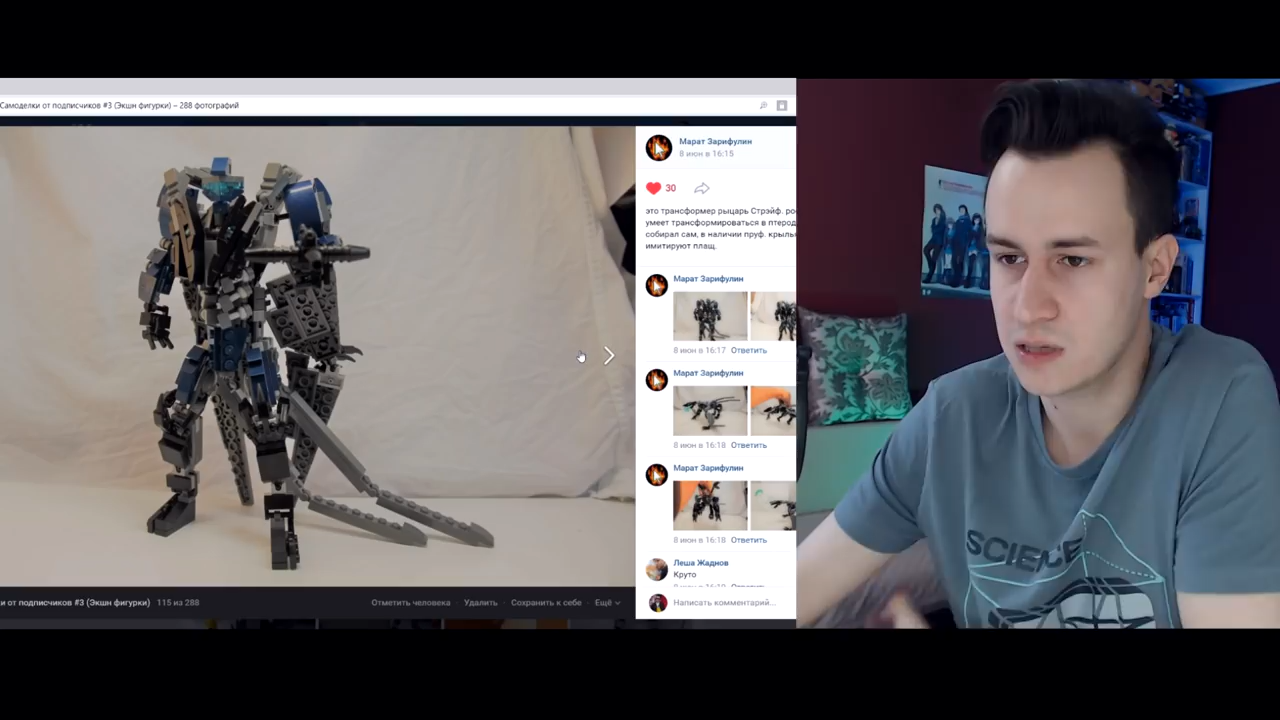 Самоделки от подписчиков #3 (Экшн фигурки) – 288 фотографий
Марат Зарифулин
8 июн в 16:15
30
это трансформер рыцарь Стрэйф. ро
умеет трансформироваться в птерод
собирал сам, в наличии пруф. крыль
имитируют плащ.
Марат Зарифулин
8 июн в 16:17 Ответить
Марат Зарифулин
8 июн в 16:18 Ответить
Марат Зарифулин
8 июн в 16:18 Ответить
Леша Жаднов
Круто
Написать комментарий...
и от подписчиков #3 (Экшн фигурки) 115 из 288
Отметить человека · Удалить · Сохранить к себе · Ещё
SCIENCE